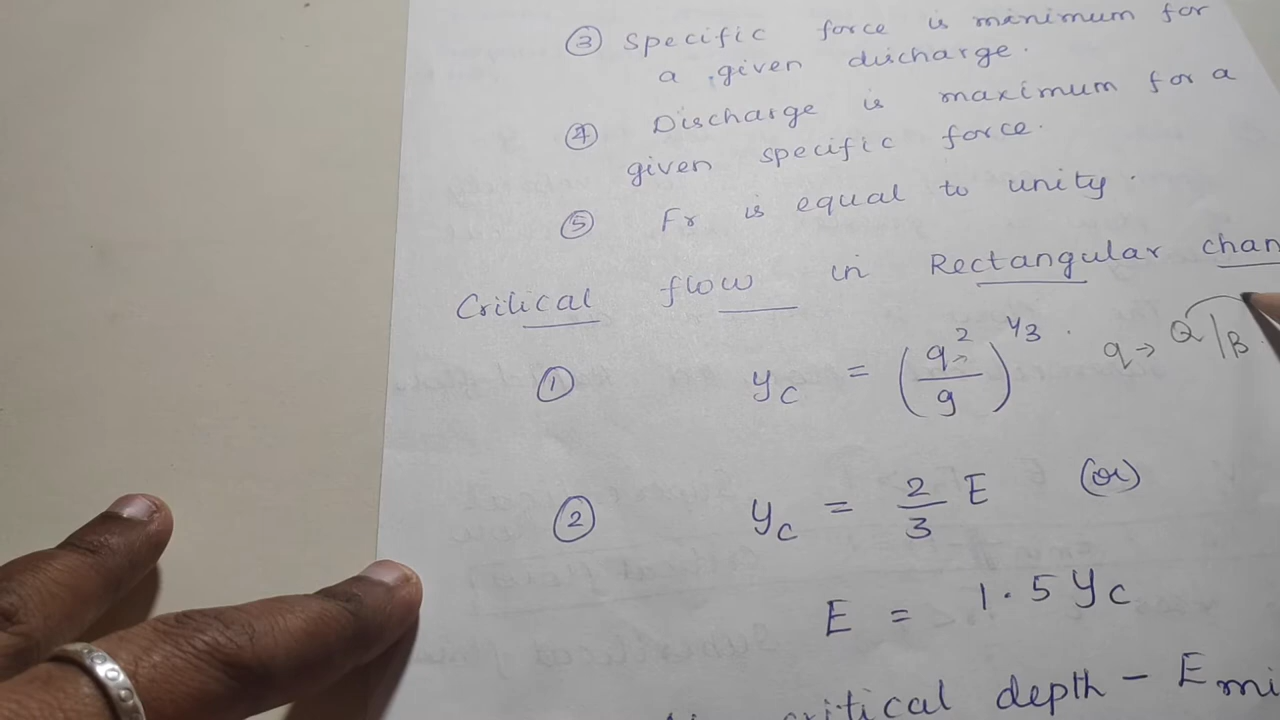 ③ Specific force is minimum for
a given discharge.
④ Discharge is maximum for a
given specific force.
⑤ Fr is equal to unity.
Critical flow in Rectangular chan
① yc = (q²/g)^1/3 . q → Q/B.
② yc = 2/3 E (or)
E = 1.5 yc
critical depth - Emi